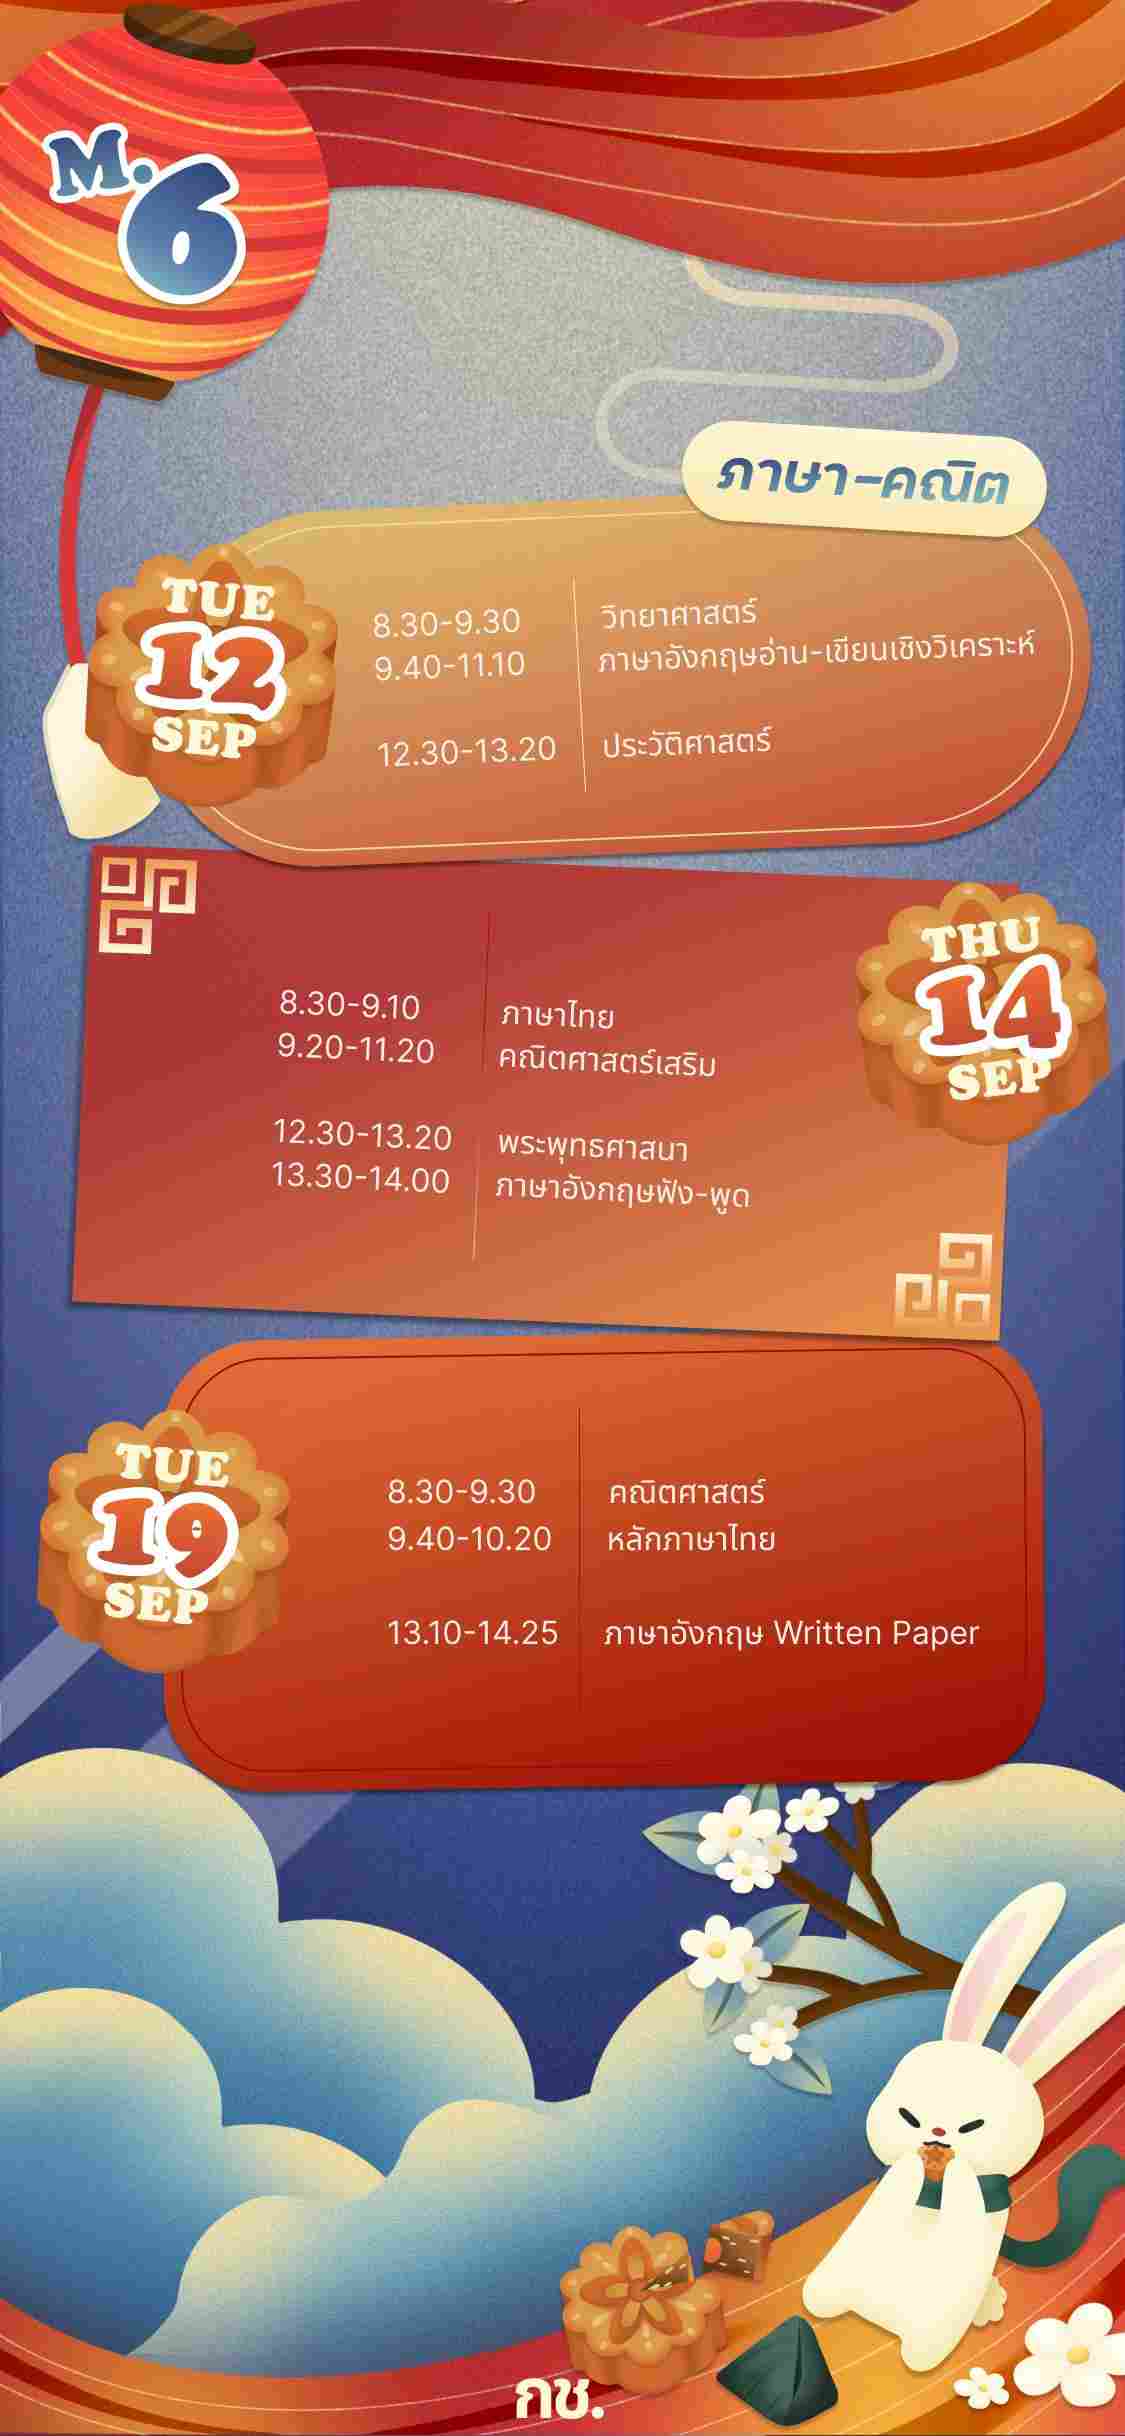 M.
6
ภาษา-คณิต
TUE
12
SEP
8.30-9.30 วิทยาศาสตร์
9.40-11.10 ภาษาอังกฤษอ่าน-เขียนเชิงวิเคราะห์
12.30-13.20 ประวัติศาสตร์
THU
14
SEP
8.30-9.10 ภาษาไทย
9.20-11.20 คณิตศาสตร์เสริม
12.30-13.20 พระพุทธศาสนา
13.30-14.00 ภาษาอังกฤษฟัง-พูด
TUE
19
SEP
8.30-9.30 คณิตศาสตร์
9.40-10.20 หลักภาษาไทย
13.10-14.25 ภาษาอังกฤษ Written Paper
กช.